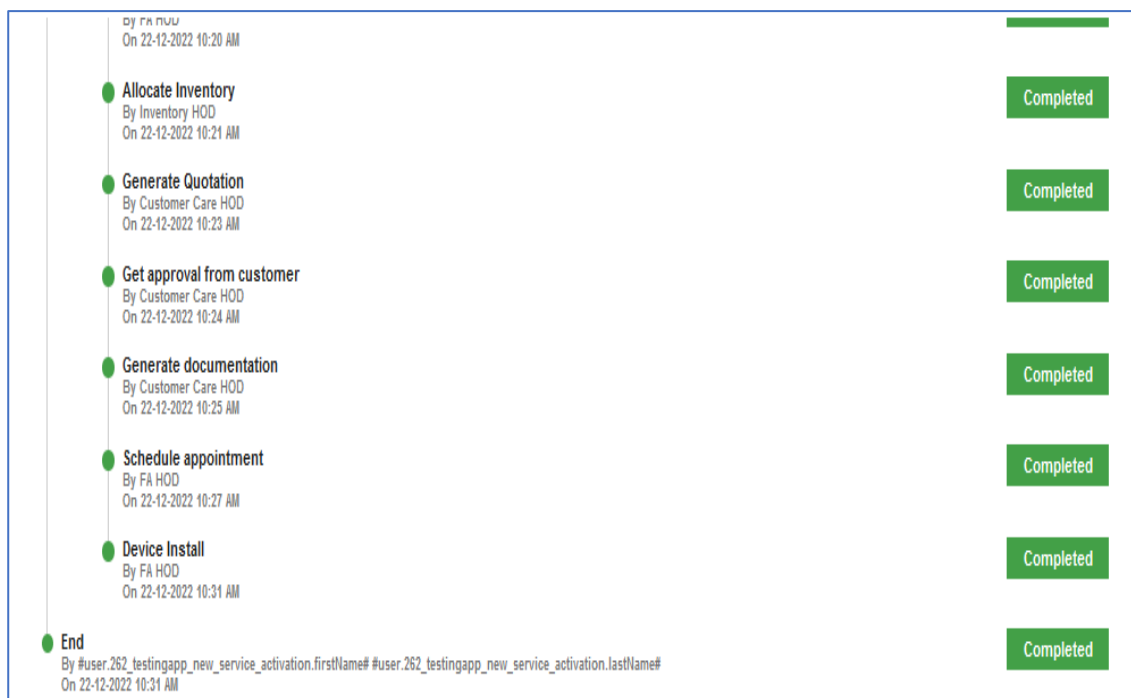 By FA HOD
On 22-12-2022 10:20 AM
Allocate Inventory
By Inventory HOD
On 22-12-2022 10:21 AM
Completed
Generate Quotation
By Customer Care HOD
On 22-12-2022 10:23 AM
Completed
Get approval from customer
By Customer Care HOD
On 22-12-2022 10:24 AM
Completed
Generate documentation
By Customer Care HOD
On 22-12-2022 10:25 AM
Completed
Schedule appointment
By FA HOD
On 22-12-2022 10:27 AM
Completed
Device Install
By FA HOD
On 22-12-2022 10:31 AM
Completed
End
By #user.262_testingapp_new_service_activation.firstName# #user.262_testingapp_new_service_activation.lastName#
On 22-12-2022 10:31 AM
Completed